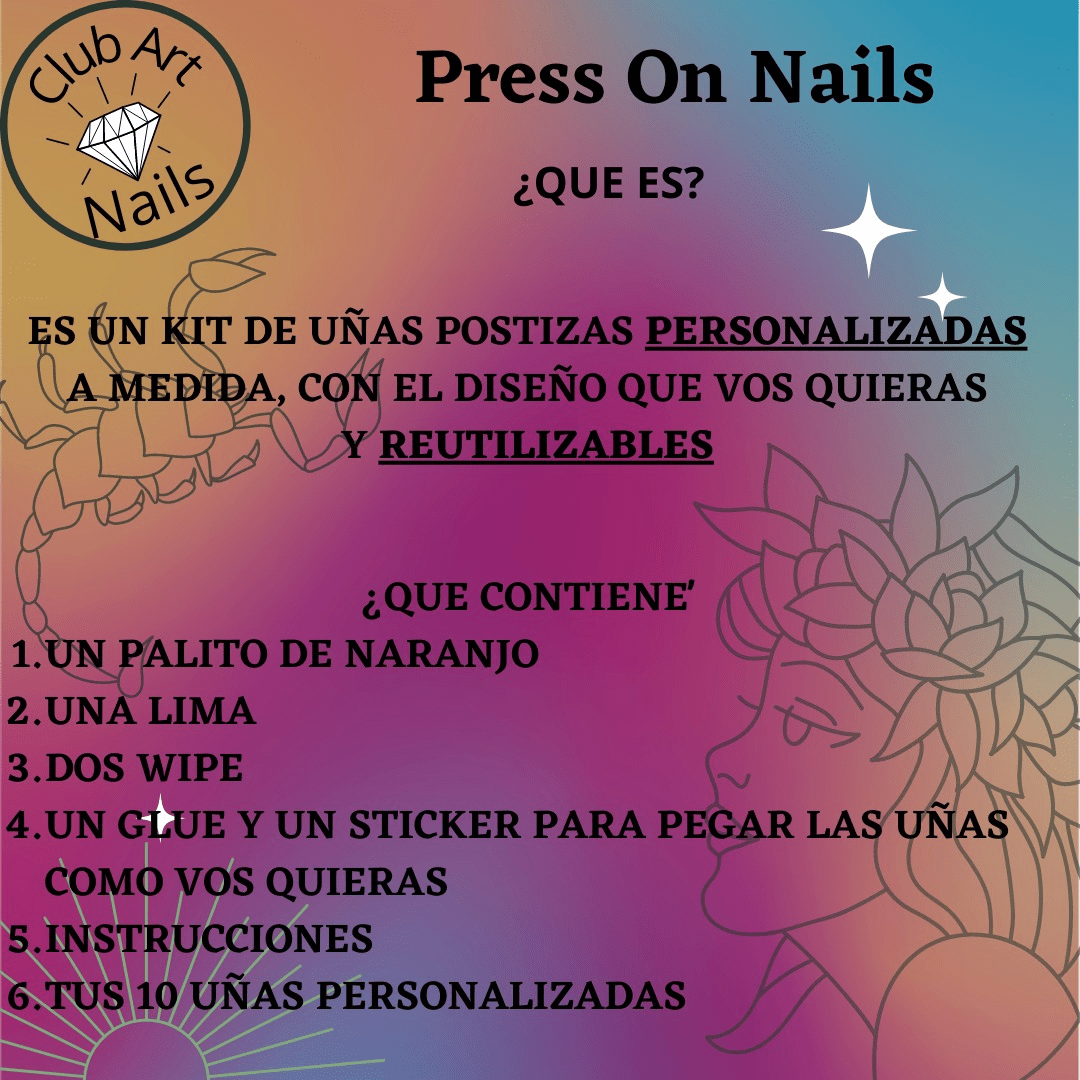 Club Art
Nails
Press On Nails
¿QUE ES?
ES UN KIT DE UÑAS POSTIZAS PERSONALIZADAS
A MEDIDA, CON EL DISEÑO QUE VOS QUIERAS
Y REUTILIZABLES
¿QUE CONTIENE'
1.UN PALITO DE NARANJO
2.UNA LIMA
3.DOS WIPE
4.UN GLUE Y UN STICKER PARA PEGAR LAS UÑAS
COMO VOS QUIERAS
5.INSTRUCCIONES
6.TUS 10 UÑAS PERSONALIZADAS